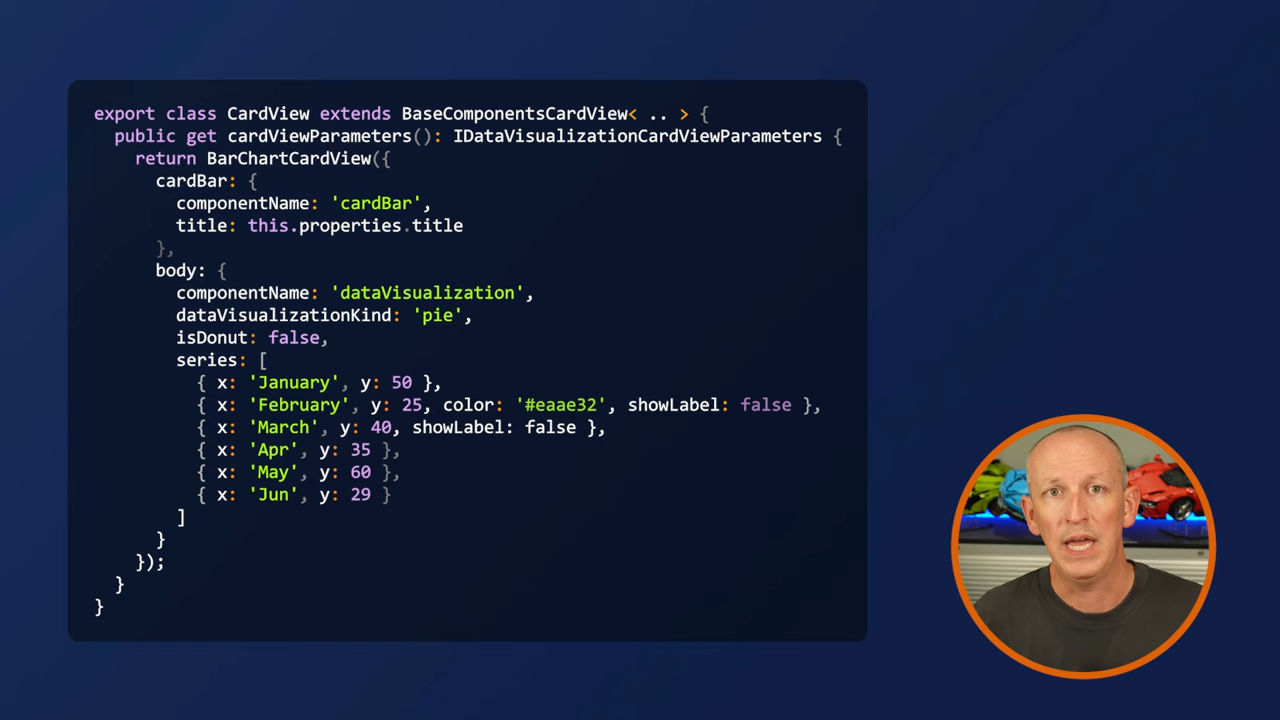 export class CardView extends BaseComponentsCardView< .. > {
public get cardViewParameters(): IDataVisualizationCardViewParameters {
return BarChartCardView({
cardBar: {
componentName: 'cardBar',
title: this.properties.title
},
body: {
componentName: 'dataVisualization',
dataVisualizationKind: 'pie',
isDonut: false,
series: [
{ x: 'January', y: 50 },
{ x: 'February', y: 25, color: '#eaae32', showLabel: false },
{ x: 'March', y: 40, showLabel: false },
{ x: 'Apr', y: 35 },
{ x: 'May', y: 60 },
{ x: 'Jun', y: 29 }
]
}
});
}
}